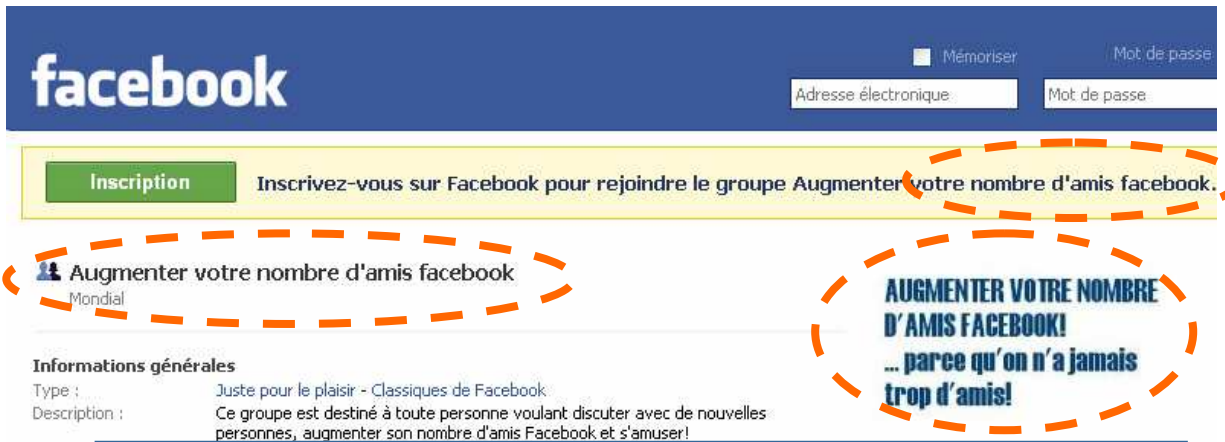 facebook
Mémoriser
Mot de passe
Adresse électronique
Mot de passe
Inscription
Inscrivez-vous sur Facebook pour rejoindre le groupe Augmenter votre nombre d'amis facebook.
Augmenter votre nombre d'amis facebook
Mondial
AUGMENTER VOTRE NOMBRE
D'AMIS FACEBOOK!
... parce qu'on n'a jamais
trop d'amis!
Informations générales
Type : Juste pour le plaisir - Classiques de Facebook
Description : Ce groupe est destiné à toute personne voulant discuter avec de nouvelles
personnes, augmenter son nombre d'amis Facebook et s'amuser!